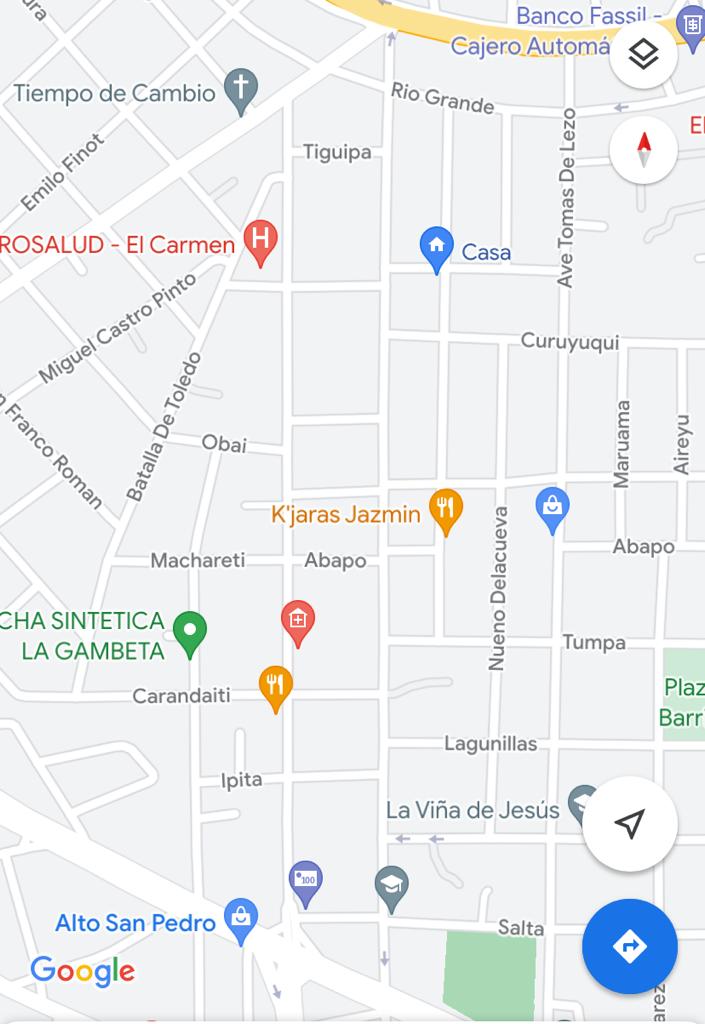 Banco Fassil -
Cajero Automá
Tiempo de Cambio
Rio Grande
Emilo Finot
Tiguipa
Ave Tomas De Lezo
ROSALUD - El Carmen
H
Casa
Miguel Castro Pinto
Curuyuqui
Batalla De Toledo
Franco Roman
Obai
Maruama
Aireyu
K'jaras Jazmin
Nueno Delacueva
Machareti
Abapo
Abapo
CHA SINTETICA
LA GAMBETA
Tumpa
Carandaiti
Plaz
Barr
Lagunillas
Ipita
La Viña de Jesús
100
Alto San Pedro
Salta
Google